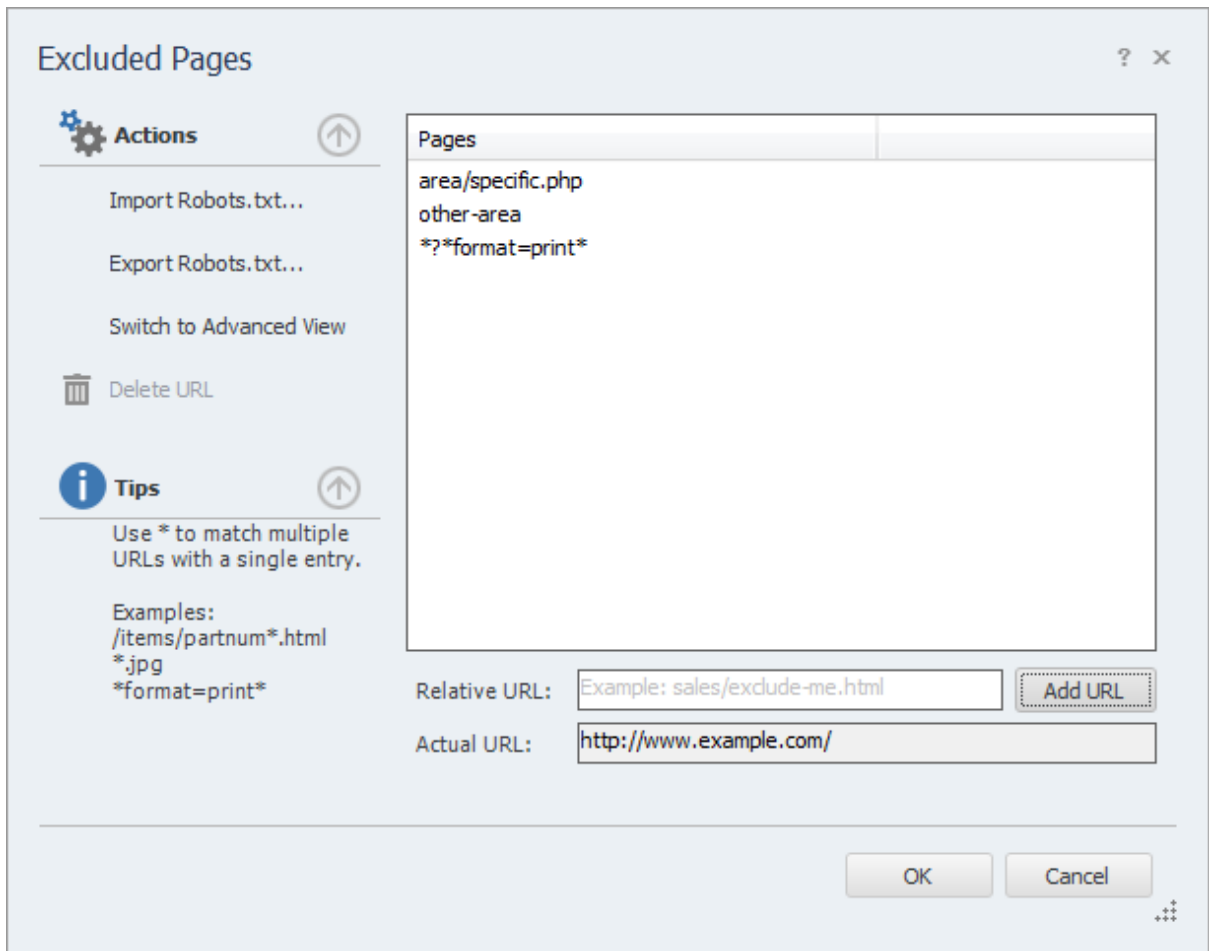 Excluded Pages
? ×
Actions
Import Robots.txt...
Export Robots.txt...
Switch to Advanced View
Delete URL
Tips
Use * to match multiple
URLs with a single entry.
Examples:
/items/partnum*.html
*.jpg
*format=print*
Pages
area/specific.php
other-area
*?*format=print*
Relative URL:
Example: sales/exclude-me.html
Add URL
Actual URL:
http://www.example.com/
OK
Cancel